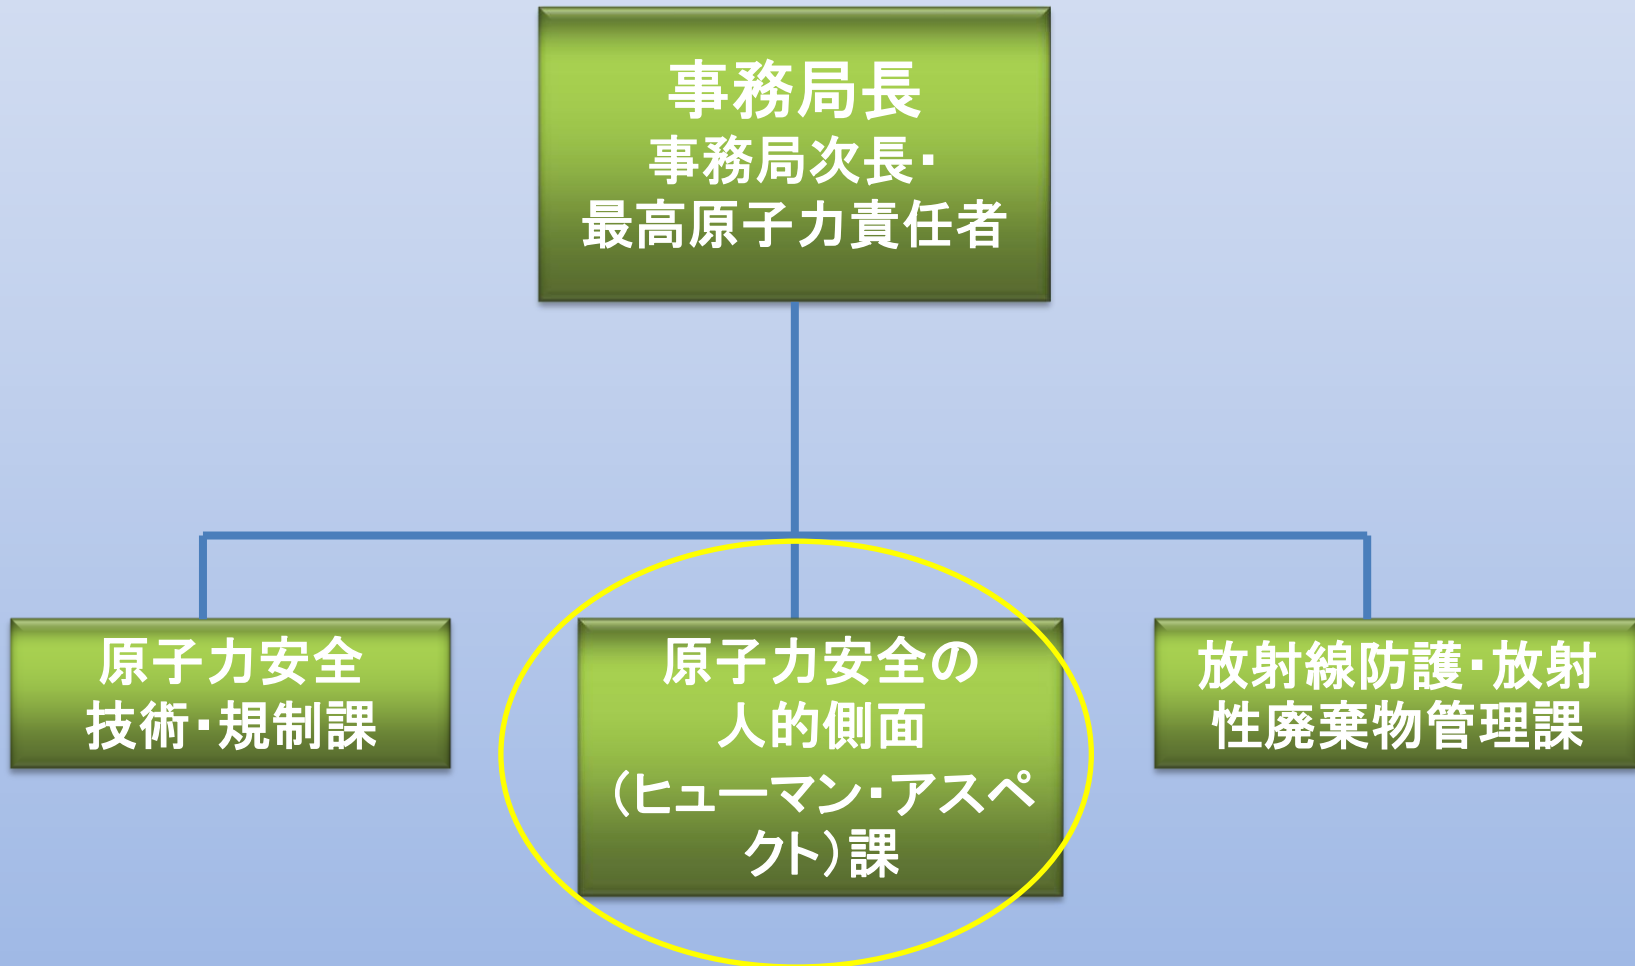 事務局長
事務局次長・
最高原子力責任者
原子力安全
技術・規制課
原子力安全の
人的側面
（ヒューマン・アスペ
クト）課
放射線防護・放射
性廃棄物管理課